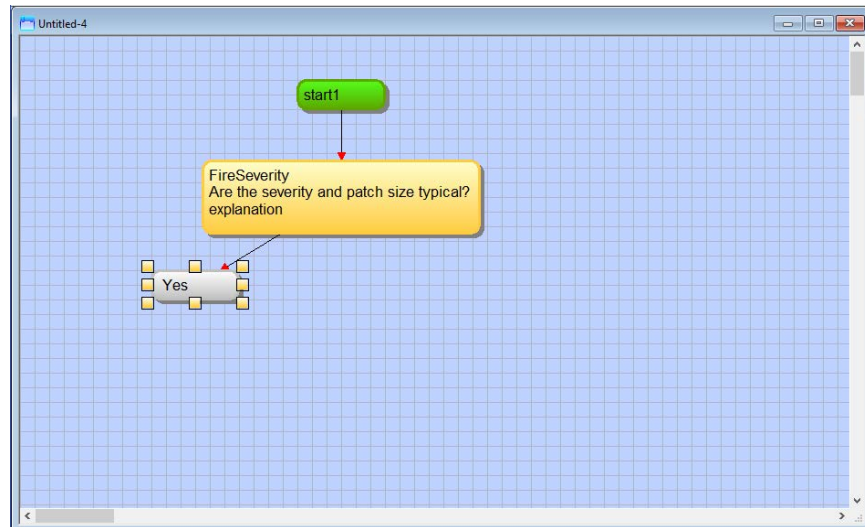 Untitled-4
start1
FireSeverity
Are the severity and patch size typical?
explanation
Yes